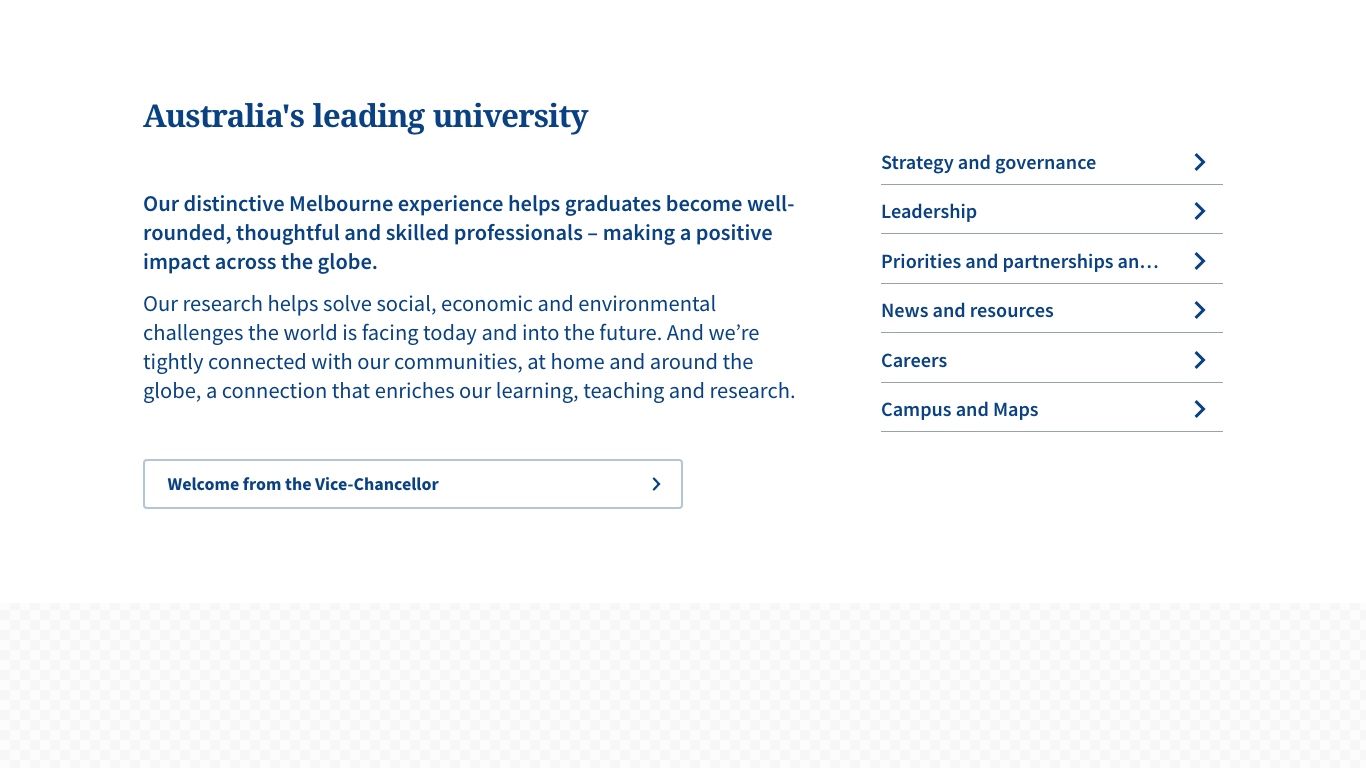 Australia's leading university
Our distinctive Melbourne experience helps graduates become well-
rounded, thoughtful and skilled professionals – making a positive
impact across the globe.
Our research helps solve social, economic and environmental
challenges the world is facing today and into the future. And we’re
tightly connected with our communities, at home and around the
globe, a connection that enriches our learning, teaching and research.
Welcome from the Vice-Chancellor
Strategy and governance
Leadership
Priorities and partnerships an…
News and resources
Careers
Campus and Maps